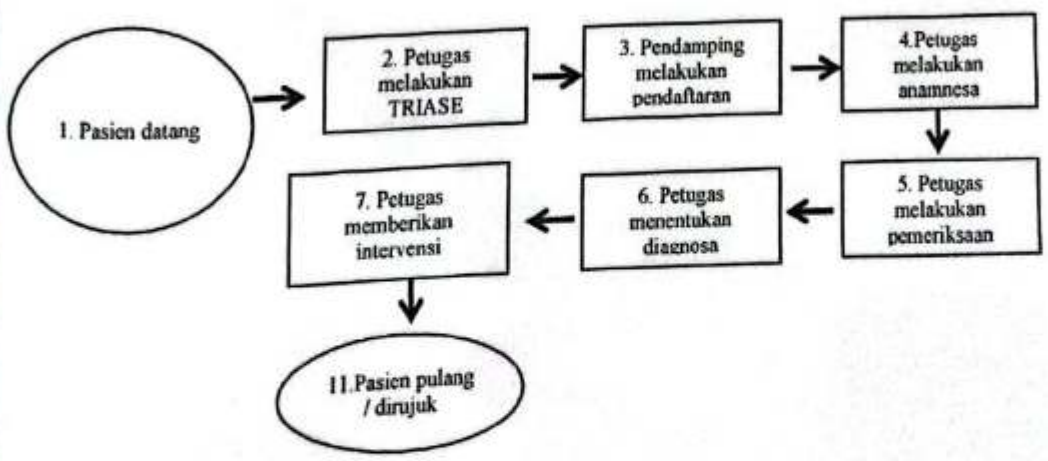 1. Pasien datang
2. Petugas
melakukan
TRIASE
3. Pendamping
melakukan
pendaftaran
4.Petugas
melakukan
anamnesa
5. Petugas
melakukan
pemeriksaan
6. Petugas
menentukan
diagnosa
7. Petugas
memberikan
intervensi
11.Pasien pulang
/ dirujuk